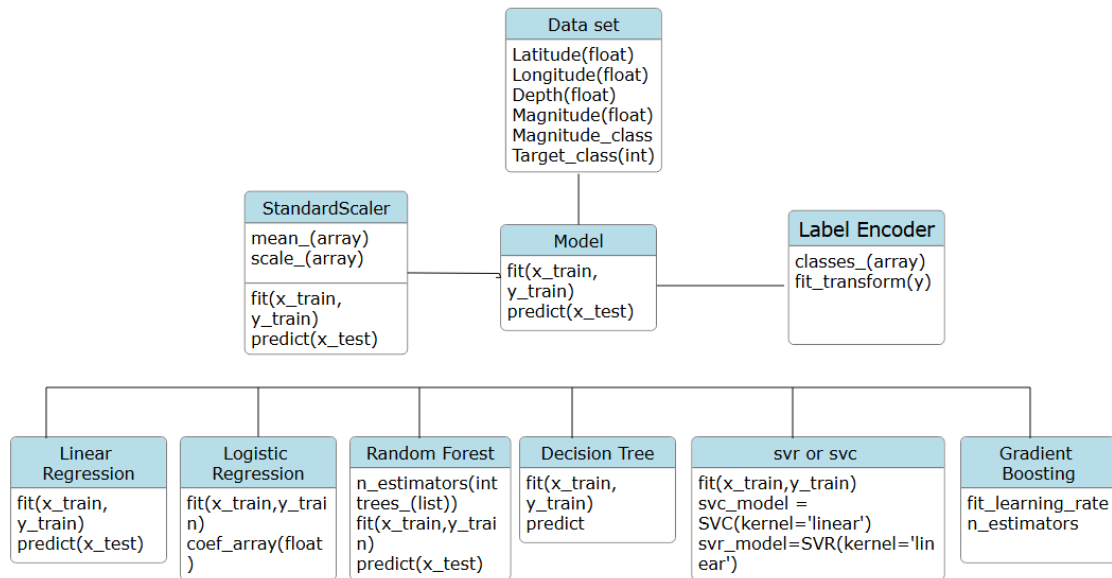 Data set
Latitude(float)
Longitude(float)
Depth(float)
Magnitude(float)
Magnitude_class
Target_class(int)
StandardScaler
mean_(array)
scale_(array)
fit(x_train,
y_train)
predict(x_test)
Model
fit(x_train,
y_train)
predict(x_test)
Label Encoder
classes_(array)
fit_transform(y)
Linear
Regression
fit(x_train,
y_train)
predict(x_test)
Logistic
Regression
fit(x_train,y_trai
n)
coef_array(float
)
Random Forest
n_estimators(int
trees_(list))
fit(x_train,y_trai
n)
predict(x_test)
Decision Tree
fit(x_train,
y_train)
predict
svr or svc
fit(x_train,y_train)
svc_model =
SVC(kernel='linear')
svr_model=SVR(kernel='lin
ear')
Gradient
Boosting
fit_learning_rate
n_estimators